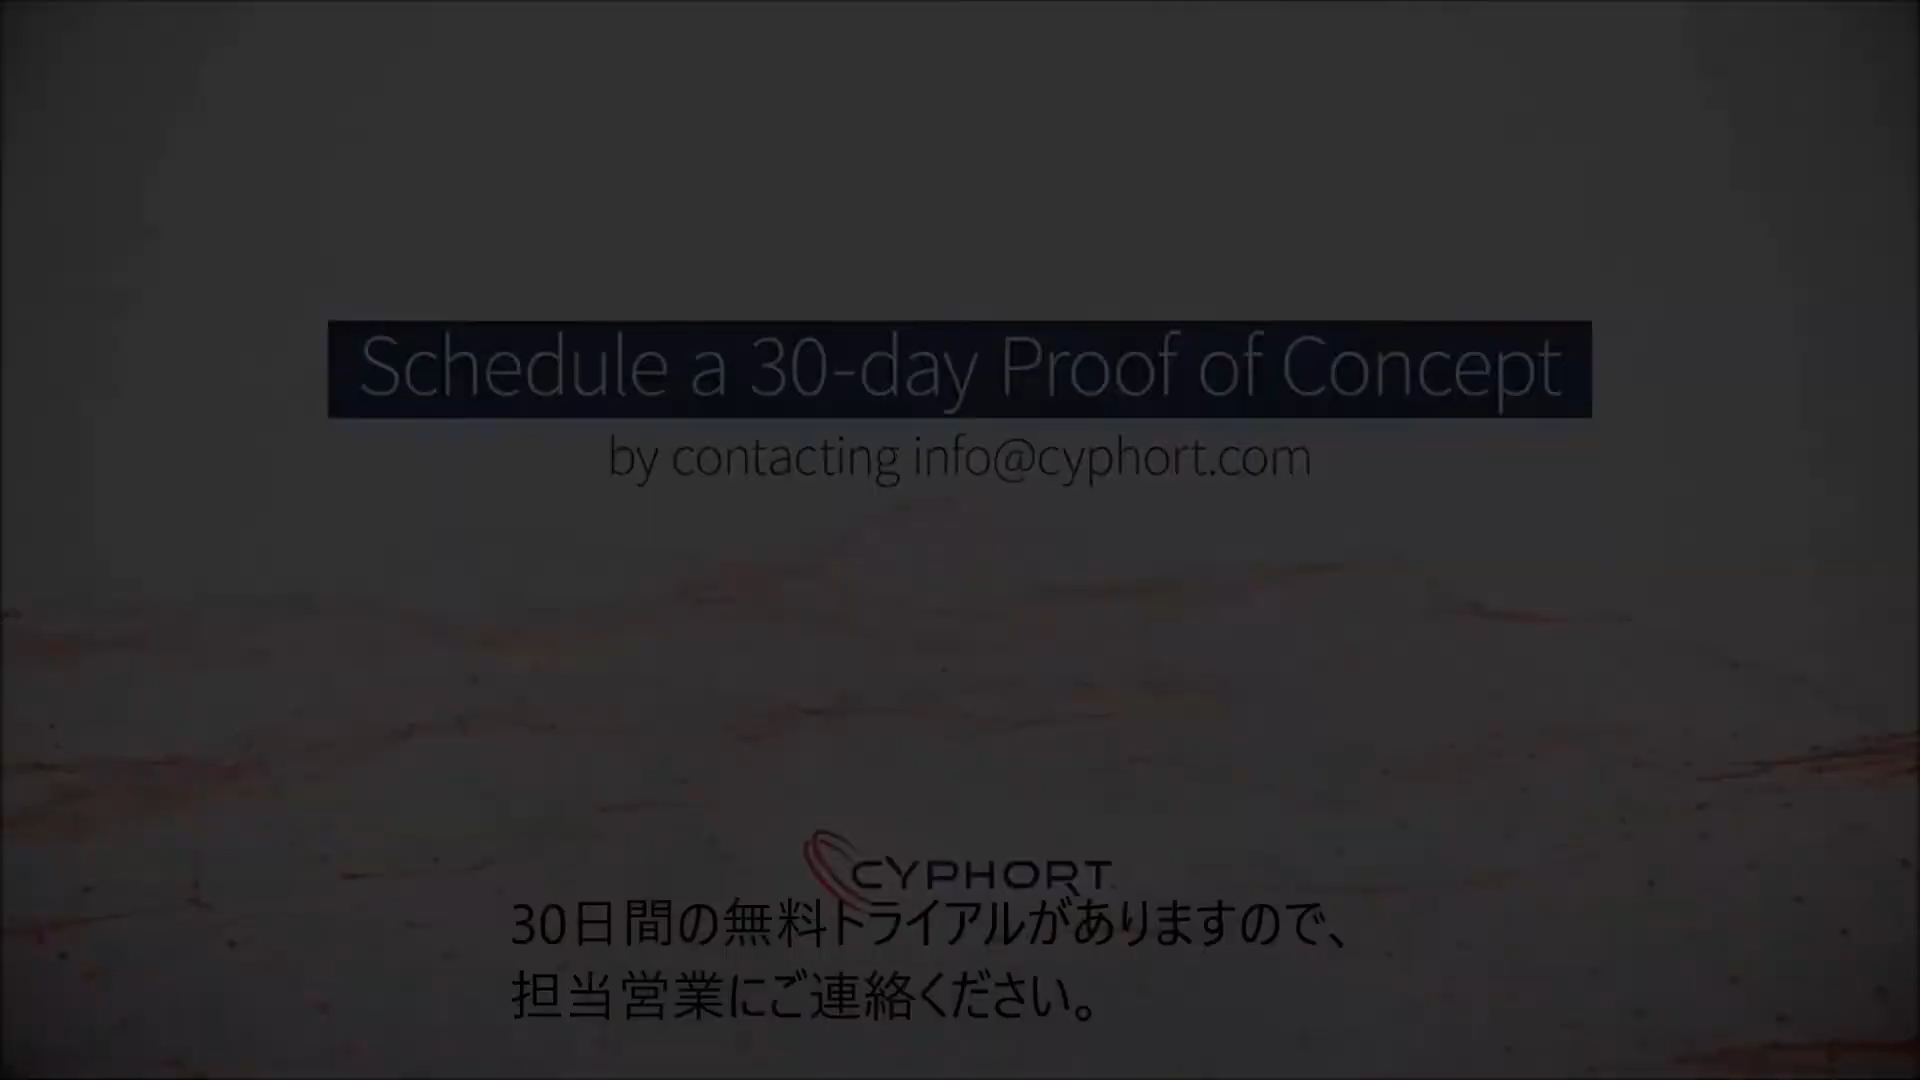 Schedule a 30-day Proof of Concept
by contacting info@cyphort.com
CYPHORT
30日間の無料トライアルがありますので、
担当営業にご連絡ください。